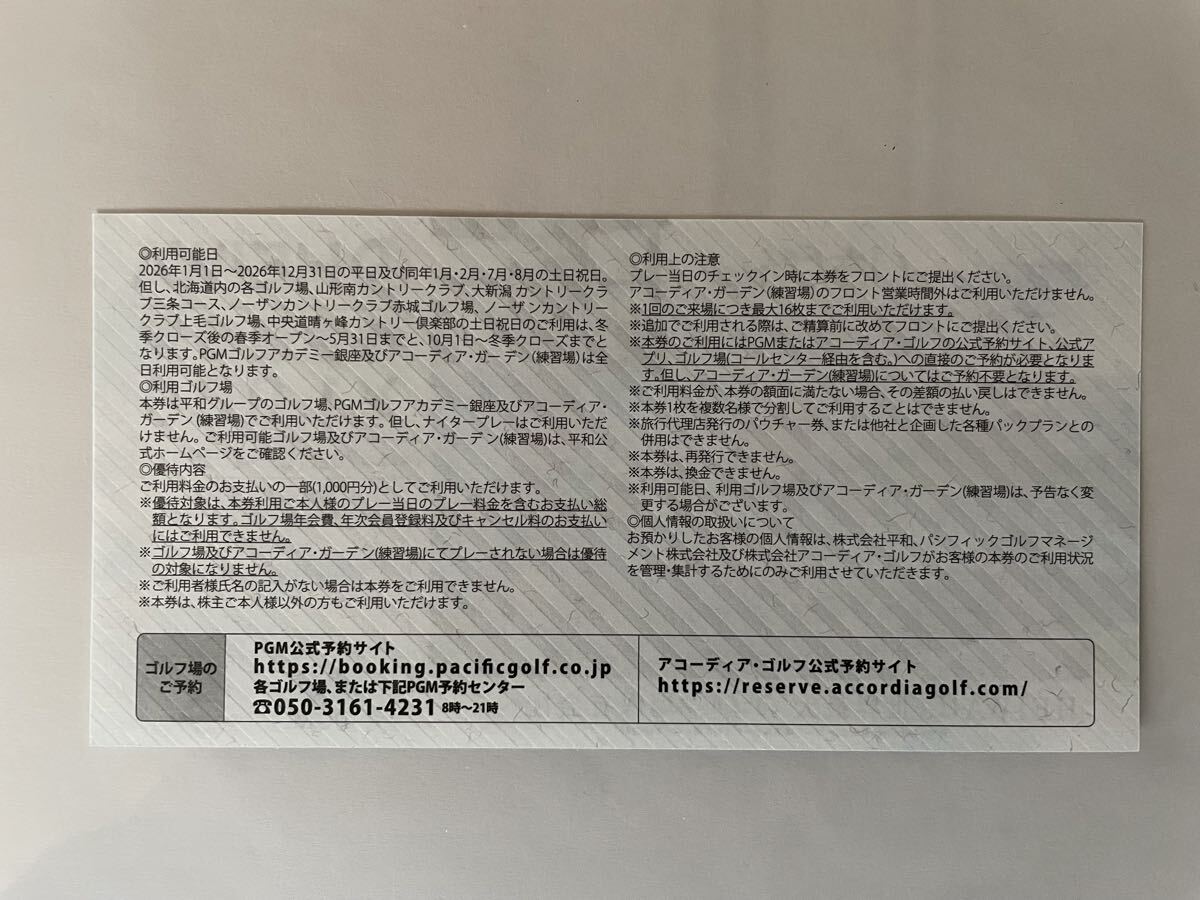 ◎利用可能日
2026年1月1日～2026年12月31日の平日及び同年1月・2月・7月・8月の土日祝日。
但し、北海道内の各ゴルフ場、山形南カントリークラブ、大新潟カントリークラ
ブ三条コース、ノーザンカントリークラブ赤城ゴルフ場、ノーザンカントリー
クラブ上毛ゴルフ場、中央道晴ヶ峰カントリー倶楽部の土日祝日のご利用は、冬
季クローズ後の春季オープン～5月31日までと、10月1日～冬季クローズまでと
なります。PGMゴルフアカデミー銀座及びアコーディア・ガーデン(練習場)は全
日利用可能となります。
◎利用ゴルフ場
本券は平和グループのゴルフ場、PGMゴルフアカデミー銀座及びアコーディア・
ガーデン(練習場)でご利用いただけます。但し、ナイタープレーはご利用いただ
けません。ご利用可能ゴルフ場及びアコーディア・ガーデン(練習場)は、平和公
式ホームページをご確認ください。
◎優待内容
ご利用料金のお支払いの一部(1,000円分)としてご利用いただけます。
※優待対象は、本券利用ご本人様のプレー当日のプレー料金を含むお支払い総
額となります。ゴルフ場年会費、年次会員登録料及びキャンセル料のお支払い
にはご利用できません。
※ゴルフ場及びアコーディア・ガーデン(練習場)にてプレーされない場合は優待
の対象になりません。
※ご利用者様氏名の記入がない場合は本券をご利用できません。
※本券は、株主ご本人様以外の方もご利用いただけます。
◎利用上の注意
プレー当日のチェックイン時に本券をフロントにご提出ください。
アコーディア・ガーデン(練習場)のフロント営業時間外はご利用いただけません。
※1回のご来場につき最大16枚までご利用いただけます。
※追加でご利用される際は、ご精算前に改めてフロントにご提出ください。
※本券のご利用にはPGMまたはアコーディア・ゴルフの公式予約サイト、公式ア
プリ、ゴルフ場(コールセンター経由を含む。)への直接のご予約が必要となりま
す。但し、アコーディア・ガーデン(練習場)についてはご予約不要となります。
※ご利用料金が、本券の額面に満たない場合、その差額の払い戻しはできません。
※本券1枚を複数名様で分割してご利用することはできません。
※旅行代理店発行のバウチャー券、または他社と企画した各種パックプランとの
併用はできません。
※本券は、再発行できません。
※本券は、換金できません。
※利用可能日、利用ゴルフ場及びアコーディア・ガーデン(練習場)は、予告なく変
更する場合がございます。
◎個人情報の取扱いについて
お預かりしたお客様の個人情報は、株式会社平和、パシフィックゴルフマネージ
メント株式会社及び株式会社アコーディア・ゴルフがお客様の本券のご利用状況
を管理・集計するためにのみご利用させていただきます。
ゴルフ場の
ご予約
PGM公式予約サイト
https://booking.pacificgolf.co.jp
各ゴルフ場、または下記PGM予約センター
☎050-3161-4231 8時～21時
アコーディア・ゴルフ公式予約サイト
https://reserve.accordiagolf.com/